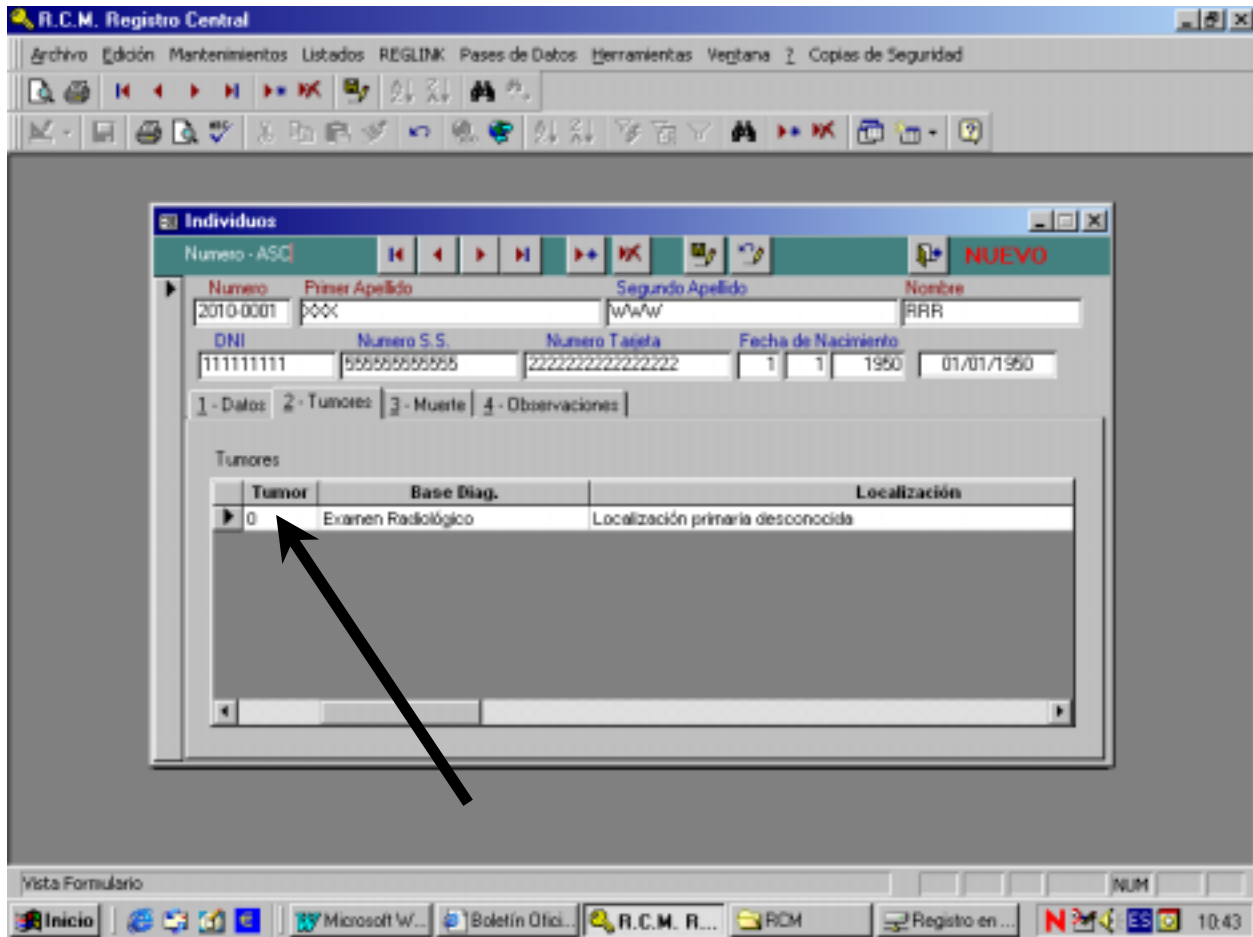 R.C.M. Registro Central
Archivo Edición Mantenimientos Listados REGLINK Pases de Datos Herramientas Ventana ? Copias de Seguridad
Individuos
Numero - ASC NUEVO
Numero Primer Apellido Segundo Apellido Nombre
2010-0001 XXX WWW RRR
DNI Numero S.S. Numero Tarjeta Fecha de Nacimiento
111111111 555555555555 2222222222222222 1 1 1950 01/01/1950
1 - Datos 2 - Tumores 3 - Muerte 4 - Observaciones
Tumores
Tumor Base Diag. Localización
0 Examen Radiológico Localización primaria desconocida
Vista Formulario NUM
Inicio Microsoft W... Boletín Ofici... R.C.M. R... RCM Registro en ... N ES 10:43